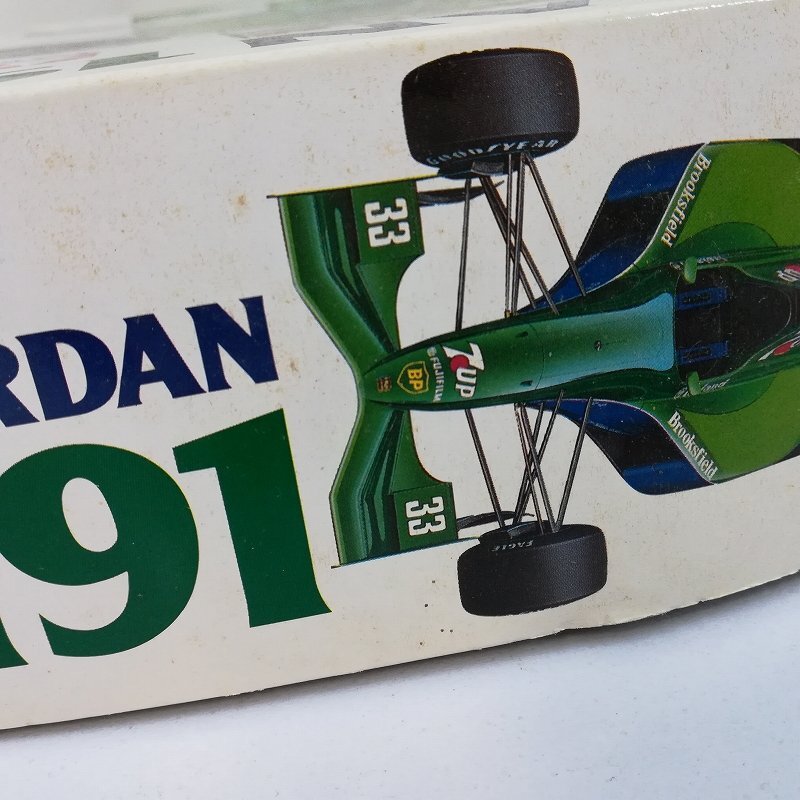 RDAN
191
GOODYEAR
33
Brooksfield
7UP
FUJIFILM
BP
Brooksfield
33
EAGLE